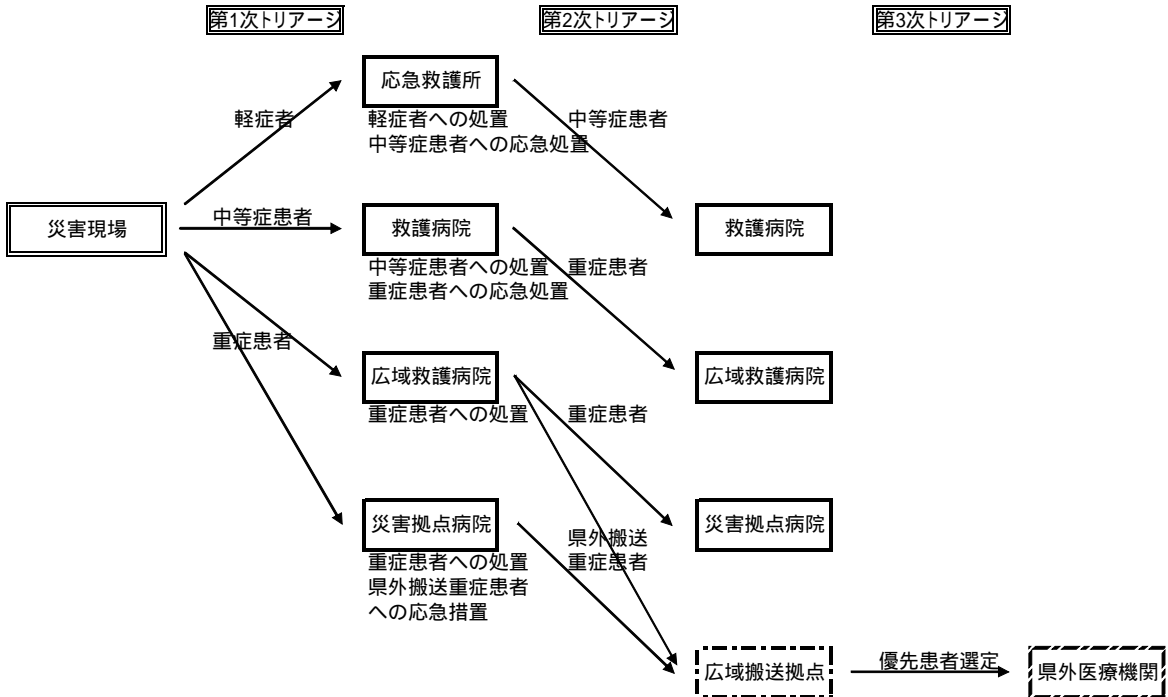 第1次トリアージ
第2次トリアージ
第3次トリアージ
応急救護所
軽症者
軽症者への処置
中等症患者への応急処置
中等症患者
災害現場
中等症患者
救護病院
救護病院
中等症患者への処置
重症患者への応急処置
重症患者
重症患者
広域救護病院
広域救護病院
重症患者への処置
重症患者
災害拠点病院
災害拠点病院
重症患者への処置
県外搬送重症患者
への応急措置
県外搬送
重症患者
広域搬送拠点
優先患者選定
県外医療機関